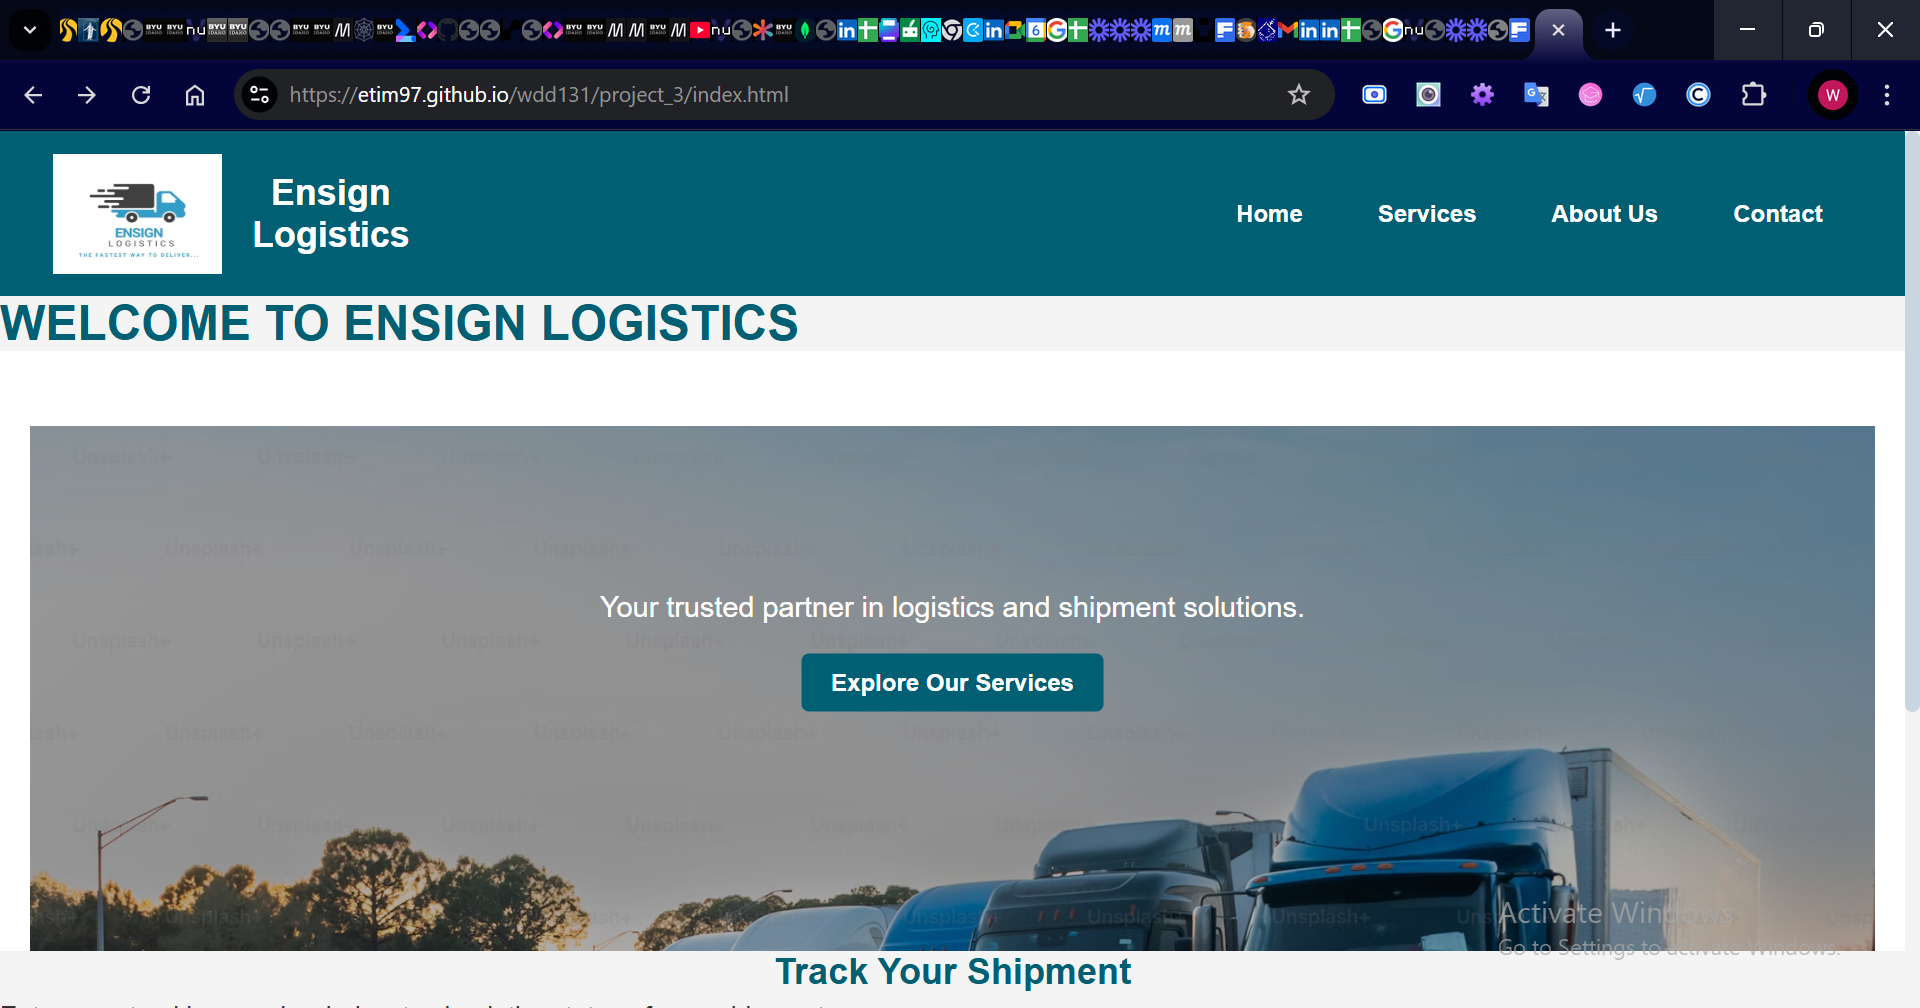 https://etim97.github.io/wdd131/project_3/index.html
W
ENSIGN
LOGISTICS
THE FASTEST WAY TO DELIVER...
Ensign
Logistics
Home
Services
About Us
Contact
WELCOME TO ENSIGN LOGISTICS
Your trusted partner in logistics and shipment solutions.
Explore Our Services
Unsplash+
Activate Windows
Go to Settings to activate Windows.
Track Your Shipment